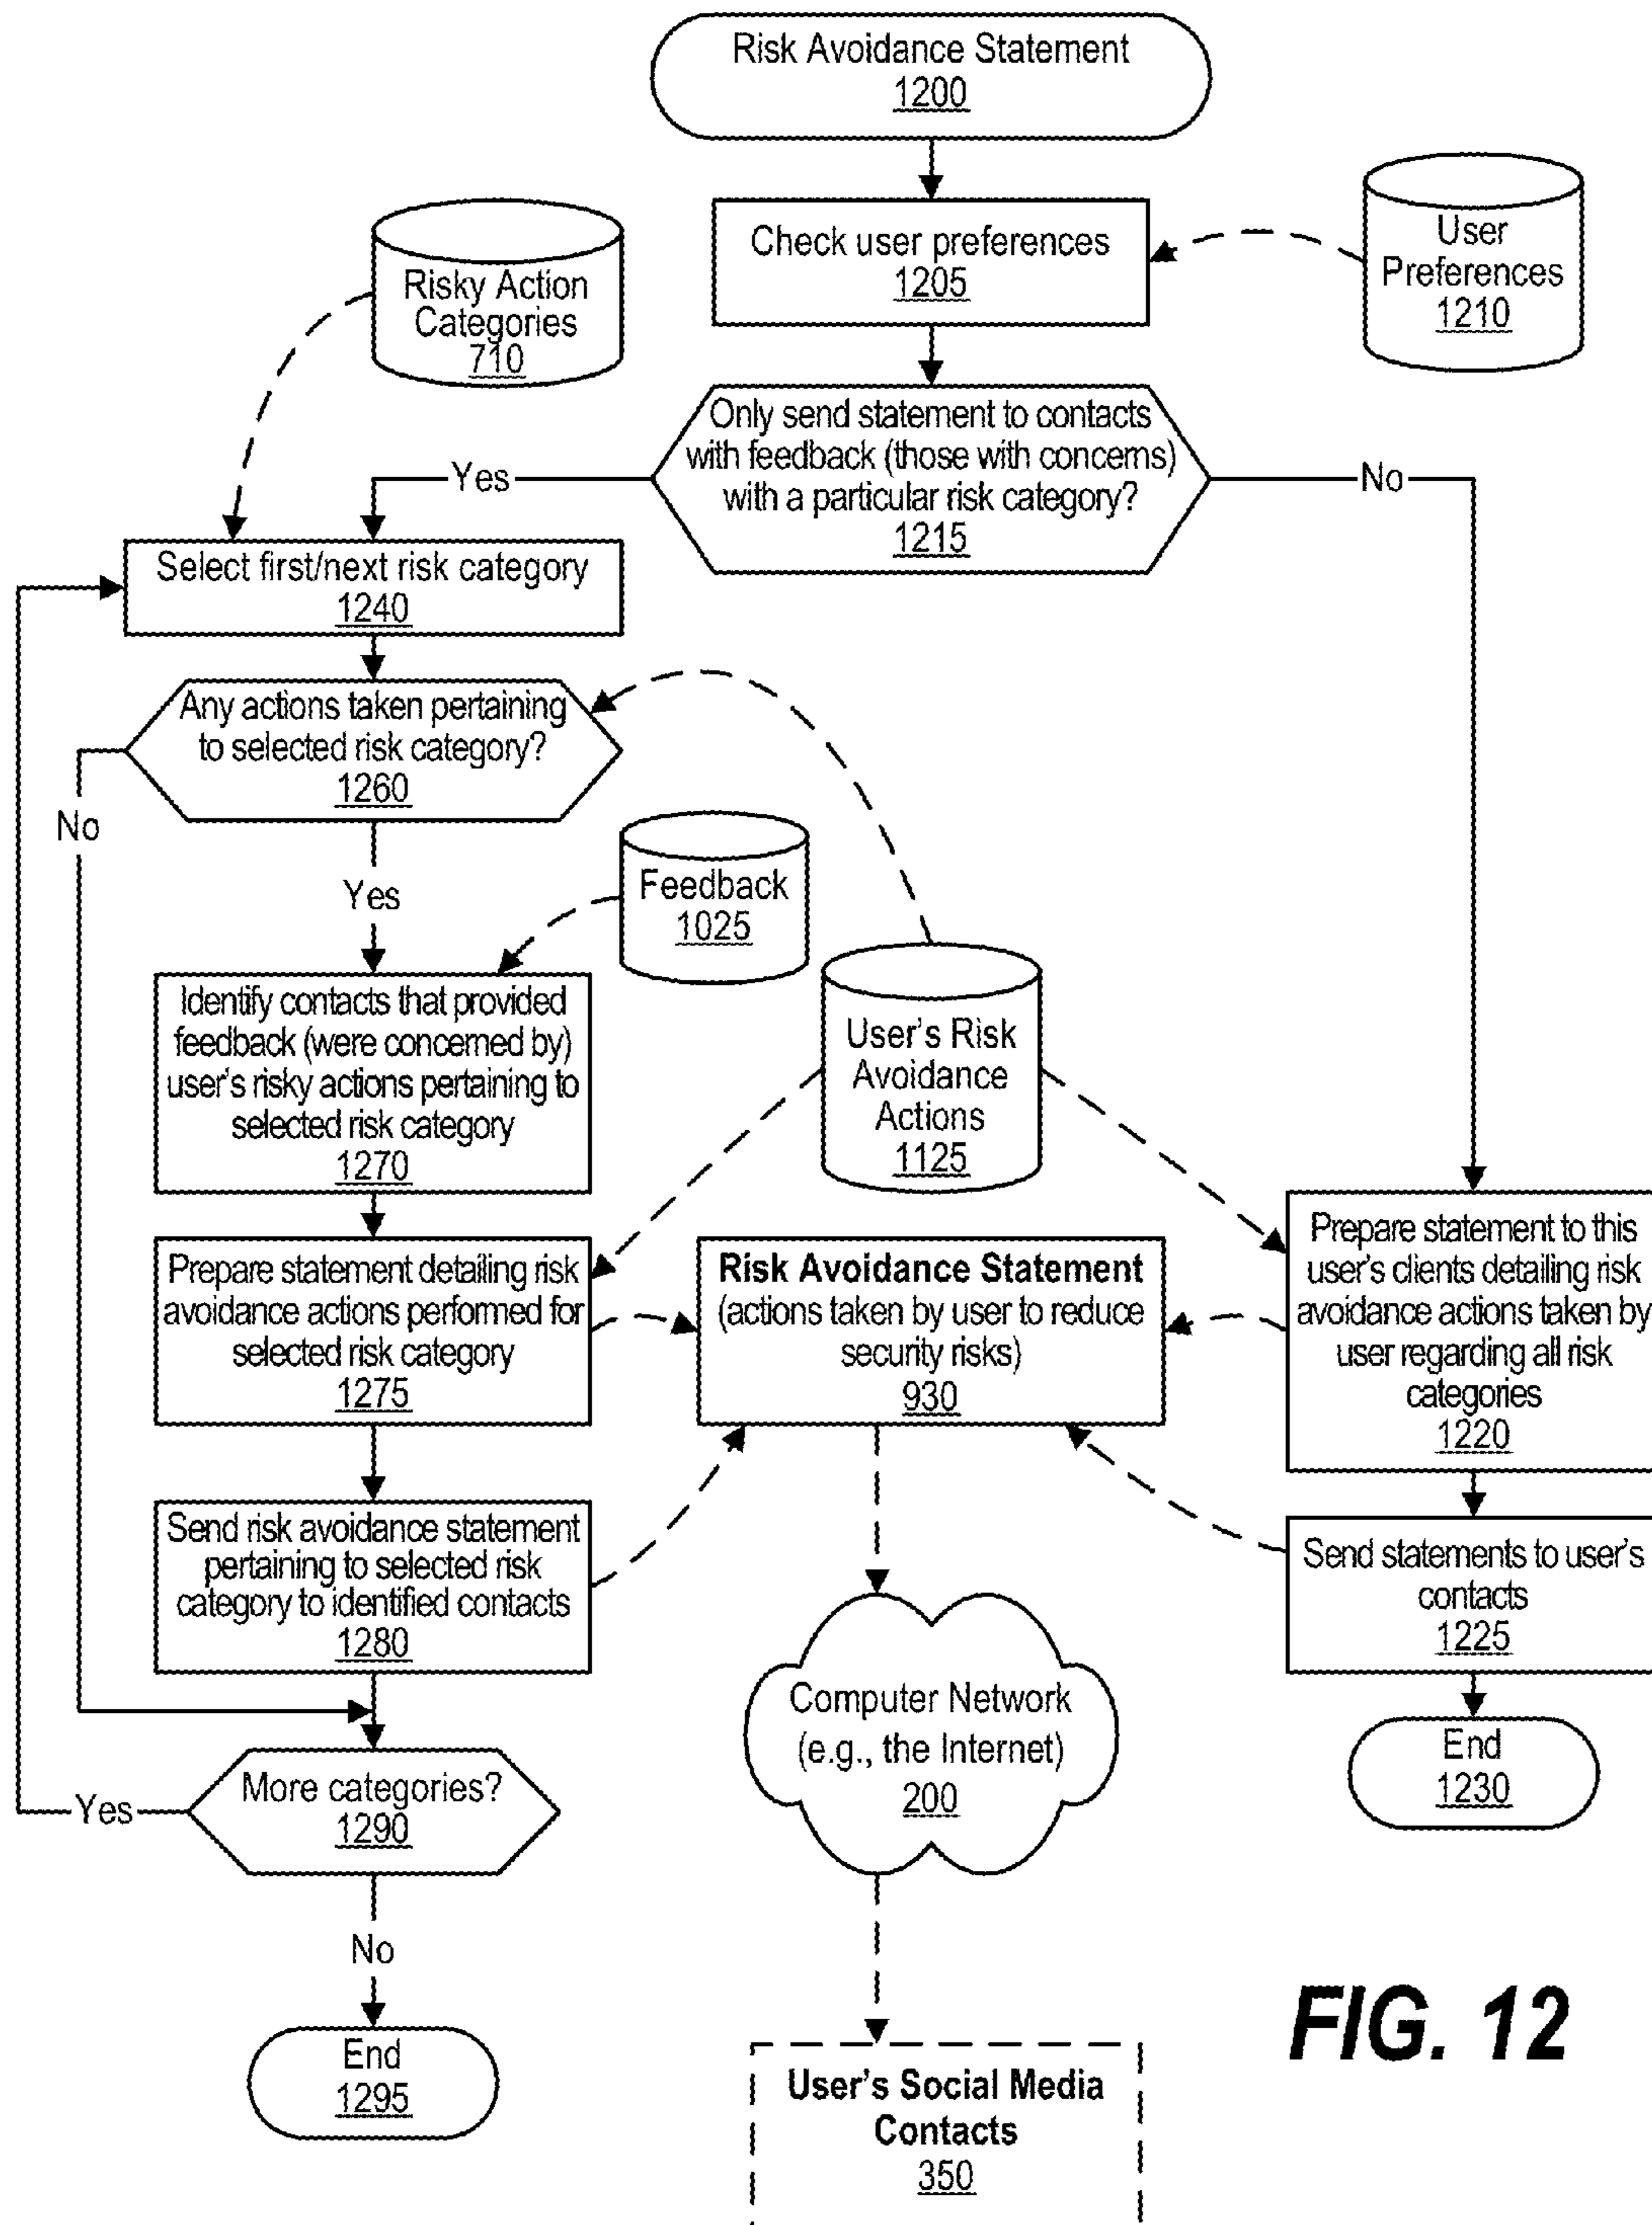 Risk Avoidance Statement
1200
Check user preferences
1205
User
Preferences
1210
Risky Action
Categories
710
Only send statement to contacts
with feedback (those with concerns)
with a particular risk category?
1215
Yes
No
Select first/next risk category
1240
Any actions taken pertaining
to selected risk category?
1260
No
Yes
Feedback
1025
Identify contacts that provided
feedback (were concerned by)
user's risky actions pertaining to
selected risk category
1270
User's Risk
Avoidance
Actions
1125
Prepare statement detailing risk
avoidance actions performed for
selected risk category
1275
Risk Avoidance Statement
(actions taken by user to reduce
security risks)
930
Prepare statement to this
user's clients detailing risk
avoidance actions taken by
user regarding all risk
categories
1220
Send risk avoidance statement
pertaining to selected risk
category to identified contacts
1280
Send statements to user's
contacts
1225
Computer Network
(e.g., the Internet)
200
End
1230
More categories?
1290
Yes
No
End
1295
User's Social Media
Contacts
350
FIG. 12